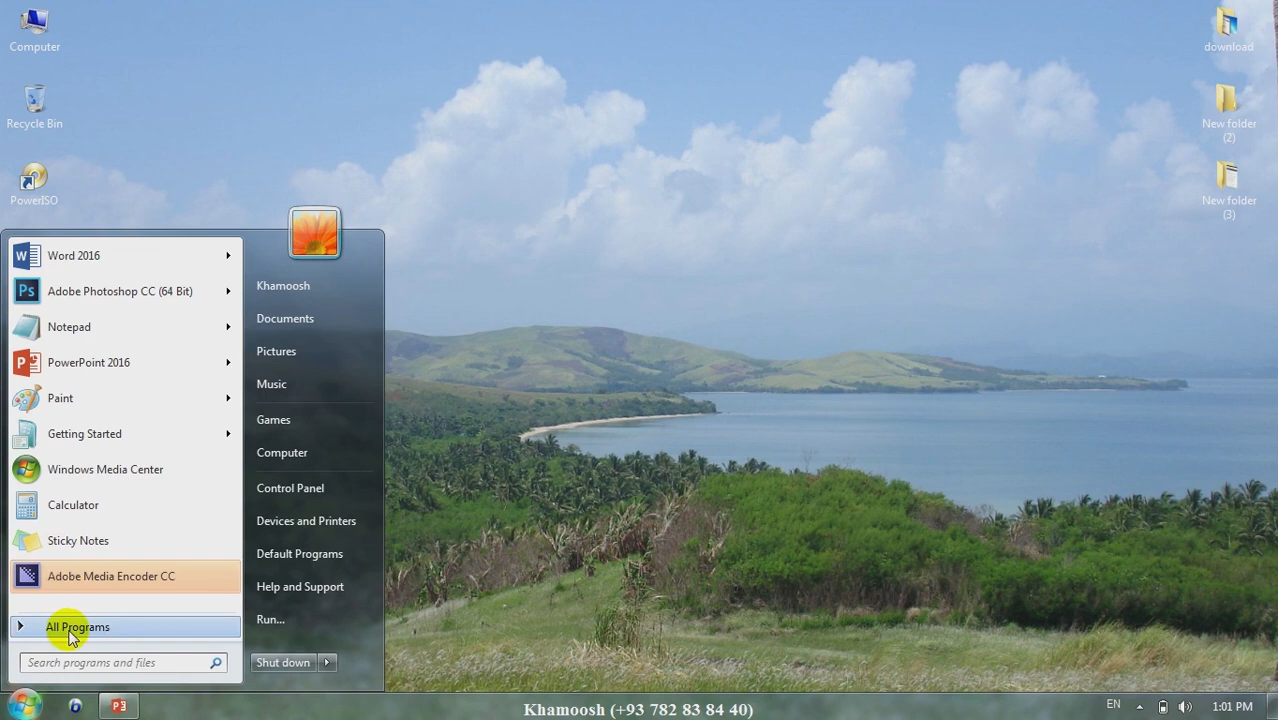 Computer
Recycle Bin
PowerISO
download
New folder
(2)
New folder
(3)
Word 2016
Adobe Photoshop CC (64 Bit)
Notepad
PowerPoint 2016
Paint
Getting Started
Windows Media Center
Calculator
Sticky Notes
Adobe Media Encoder CC
All Programs
Search programs and files
Khamoosh
Documents
Pictures
Music
Games
Computer
Control Panel
Devices and Printers
Default Programs
Help and Support
Run...
Shut down
Khamoosh (+93 782 83 84 40)
EN
1:01 PM